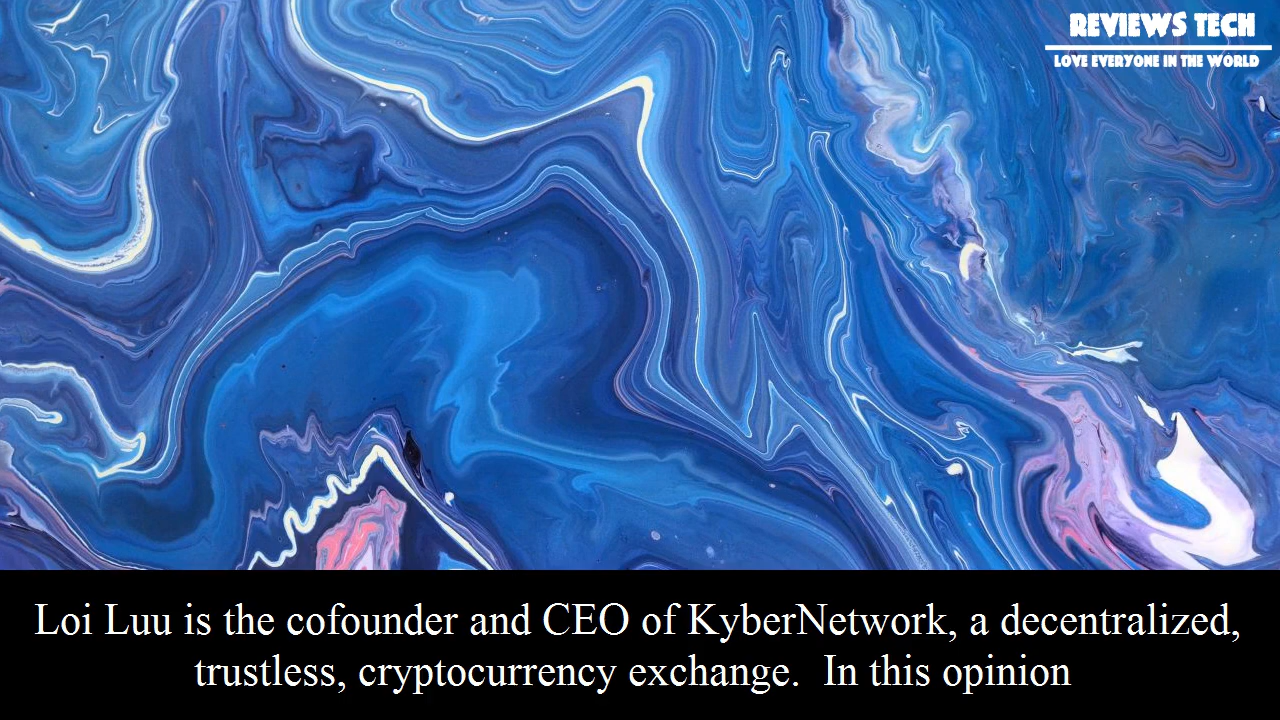 REVIEWS TECH
LOVE EVERYONE IN THE WORLD
Loi Luu is the cofounder and CEO of KyberNetwork, a decentralized,
trustless, cryptocurrency exchange.  In this opinion